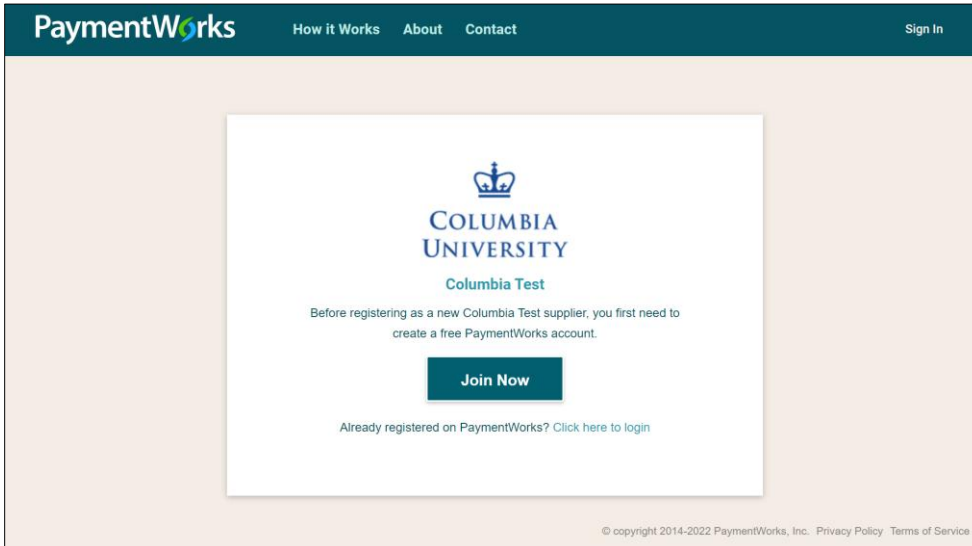 PaymentWorks How it Works About Contact Sign In
COLUMBIA
UNIVERSITY
Columbia Test
Before registering as a new Columbia Test supplier, you first need to
create a free PaymentWorks account.
Join Now
Already registered on PaymentWorks? Click here to login
© copyright 2014-2022 PaymentWorks, Inc. Privacy Policy Terms of Service